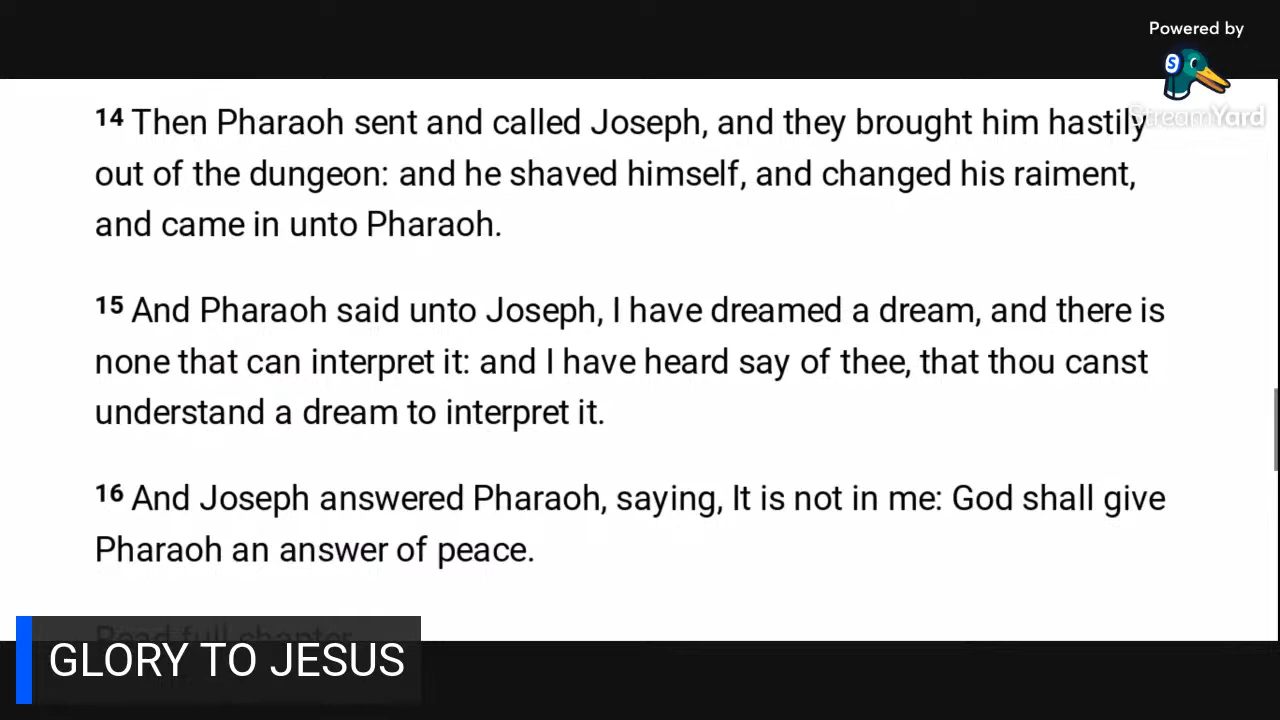 Powered by
StreamYard
14 Then Pharaoh sent and called Joseph, and they brought him hastily
out of the dungeon: and he shaved himself, and changed his raiment,
and came in unto Pharaoh.
15 And Pharaoh said unto Joseph, I have dreamed a dream, and there is
none that can interpret it: and I have heard say of thee, that thou canst
understand a dream to interpret it.
16 And Joseph answered Pharaoh, saying, It is not in me: God shall give
Pharaoh an answer of peace.
Read full chapter
GLORY TO JESUS